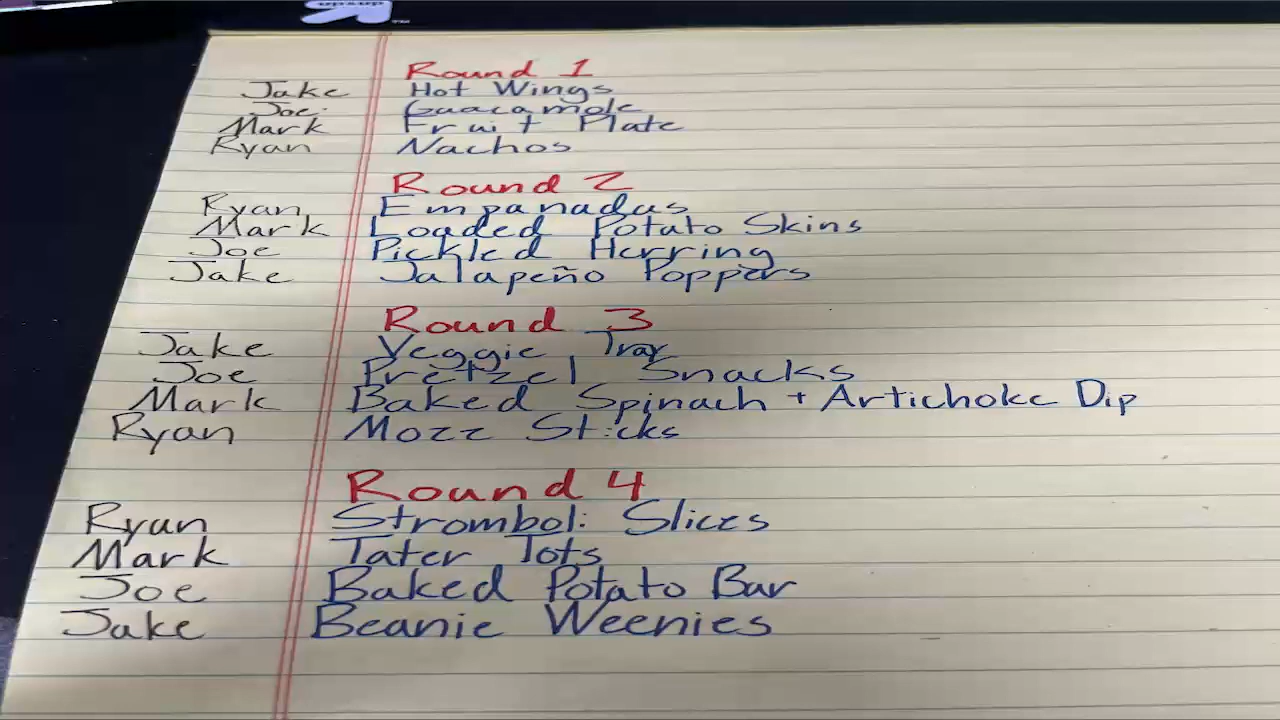 Round 1
Jake Hot Wings
Joe Guacamole
Mark Fruit Plate
Ryan Nachos
Round 2
Ryan Empanadas
Mark Loaded Potato Skins
Joe Pickled Herring
Jake Jalapeño Poppers
Round 3
Jake Veggie Tray
Joe Pretzel Snacks
Mark Baked Spinach + Artichoke Dip
Ryan Mozz Sticks
Round 4
Ryan Stromboli Slices
Mark Tater Tots
Joe Baked Potato Bar
Jake Beanie Weenies